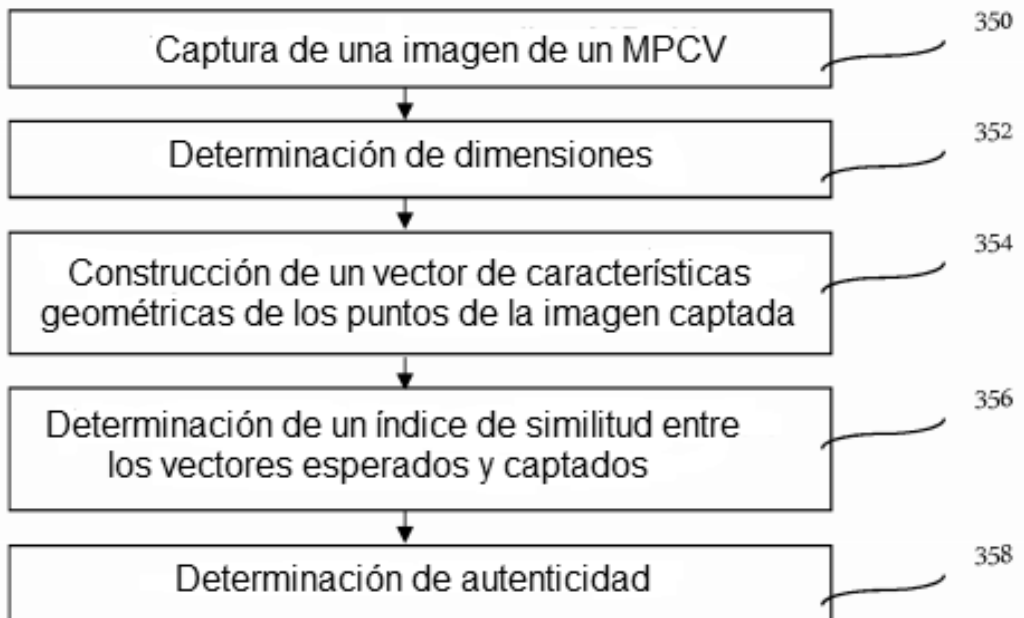 Captura de una imagen de un MPCV
350
Determinación de dimensiones
352
Construcción de un vector de características
geométricas de los puntos de la imagen captada
354
Determinación de un índice de similitud entre
los vectores esperados y captados
356
Determinación de autenticidad
358